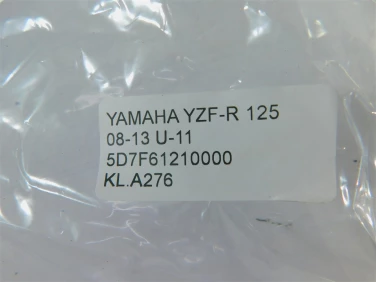 YAMAHA YZF-R 125
08-13 U-11
5D7F61210000
KL.A276